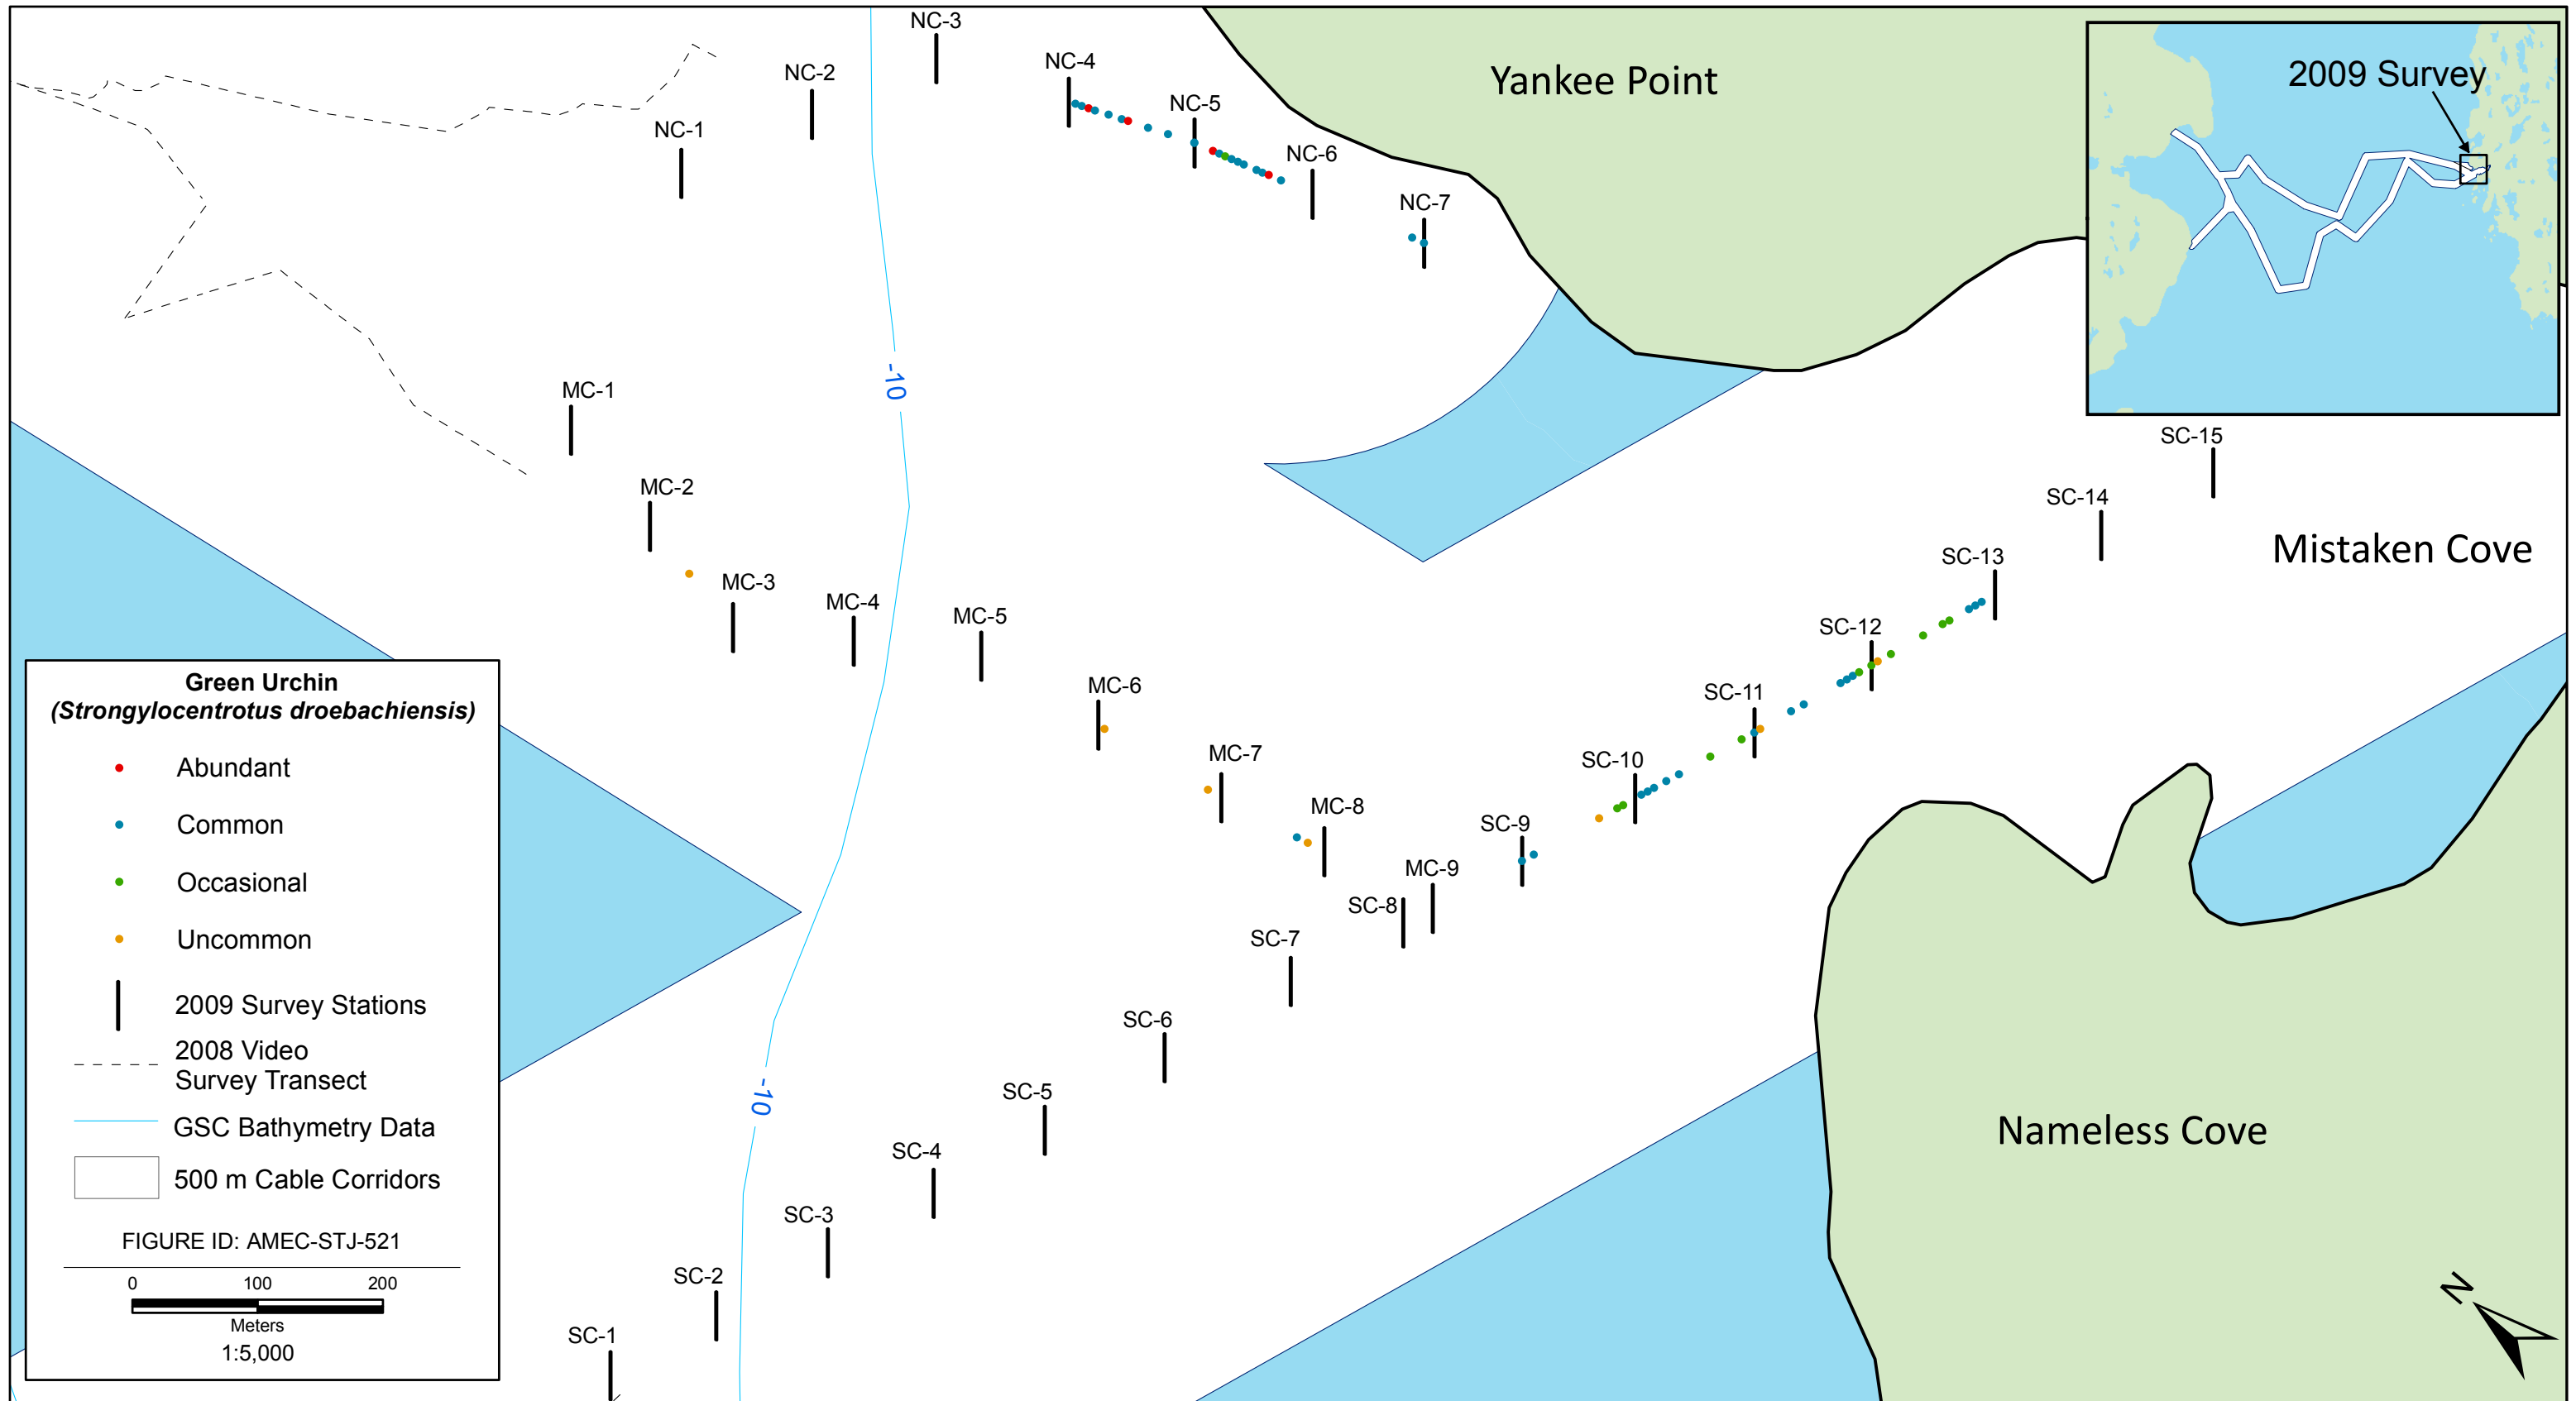 NC-3
Yankee Point
NC-4
NC-2
2009 Survey
NC-5
NC-1
NC-6
NC-7
-10
MC-1
SC-15
MC-2
SC-14
Mistaken Cove
SC-13
MC-3
MC-4
MC-5
SC-12
MC-6
SC-11
MC-7
SC-10
MC-8
SC-9
MC-9
SC-8
SC-7
SC-6
SC-5
-10
Nameless Cove
SC-4
SC-3
SC-2
SC-1
N
Green Urchin
(Strongylocentrotus droebachiensis)
Abundant
Common
Occasional
Uncommon
2009 Survey Stations
2008 Video
Survey Transect
GSC Bathymetry Data
500 m Cable Corridors
FIGURE ID: AMEC-STJ-521
0 100 200
Meters
1:5,000